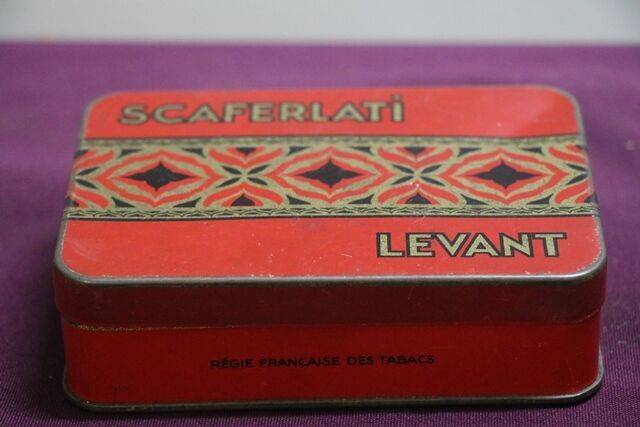 SCAFERLATi
LEVANT
RÉGIE FRANÇAISE DES TABACS